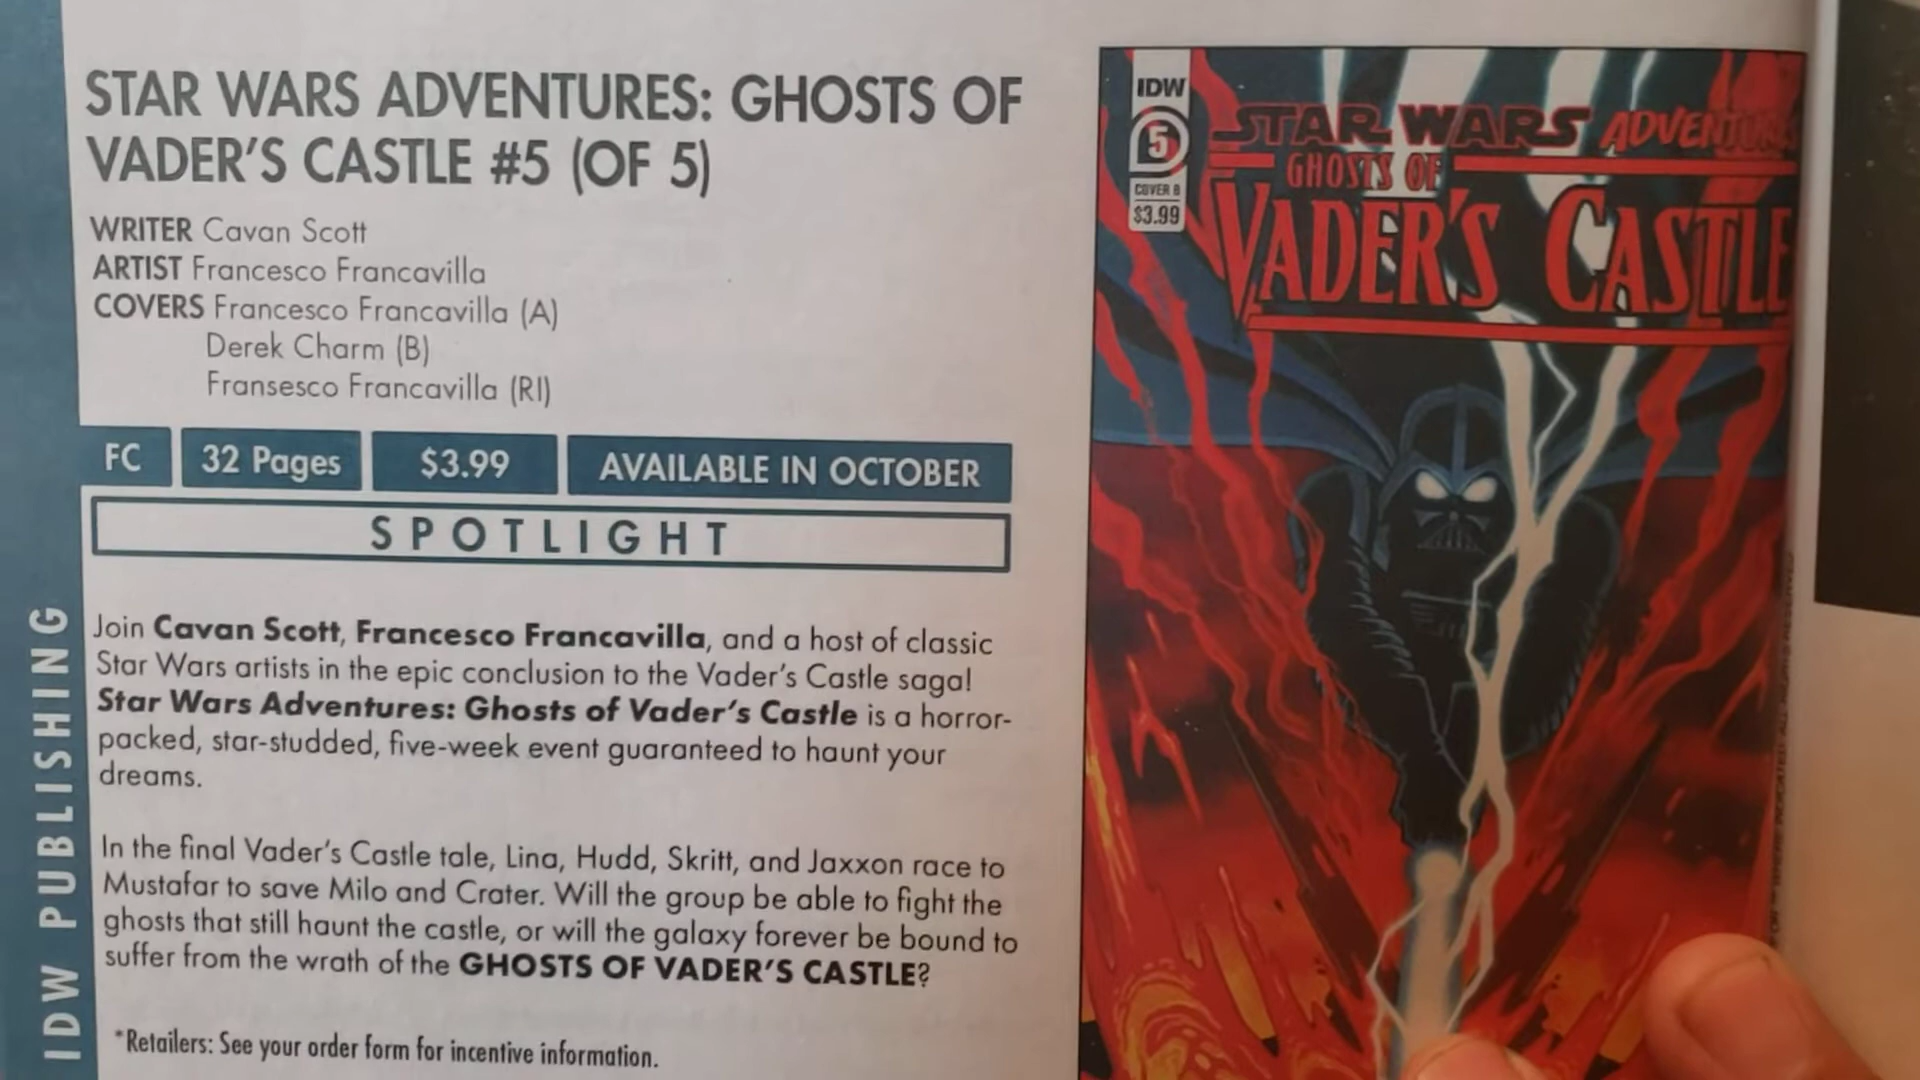 STAR WARS ADVENTURES: GHOSTS OF
VADER'S CASTLE #5 (OF 5)
WRITER Cavan Scott
ARTIST Francesco Francavilla
COVERS Francesco Francavilla (A)
Derek Charm (B)
Fransesco Francavilla (RI)
FC
32 Pages
$3.99
AVAILABLE IN OCTOBER
SPOTLIGHT
Join Cavan Scott, Francesco Francavilla, and a host of classic
Star Wars artists in the epic conclusion to the Vader's Castle saga!
Star Wars Adventures: Ghosts of Vader's Castle is a horror-
packed, star-studded, five-week event guaranteed to haunt your
dreams.
In the final Vader's Castle tale, Lina, Hudd, Skritt, and Jaxxon race to
Mustafar to save Milo and Crater. Will the group be able to fight the
ghosts that still haunt the castle, or will the galaxy forever be bound to
suffer from the wrath of the GHOSTS OF VADER'S CASTLE?
*Retailers: See your order form for incentive information.
IDW PUBLISHING
IDW
5
COVER B
$3.99
STAR WARS ADVENTURES
GHOSTS OF
VADER'S CASTLE